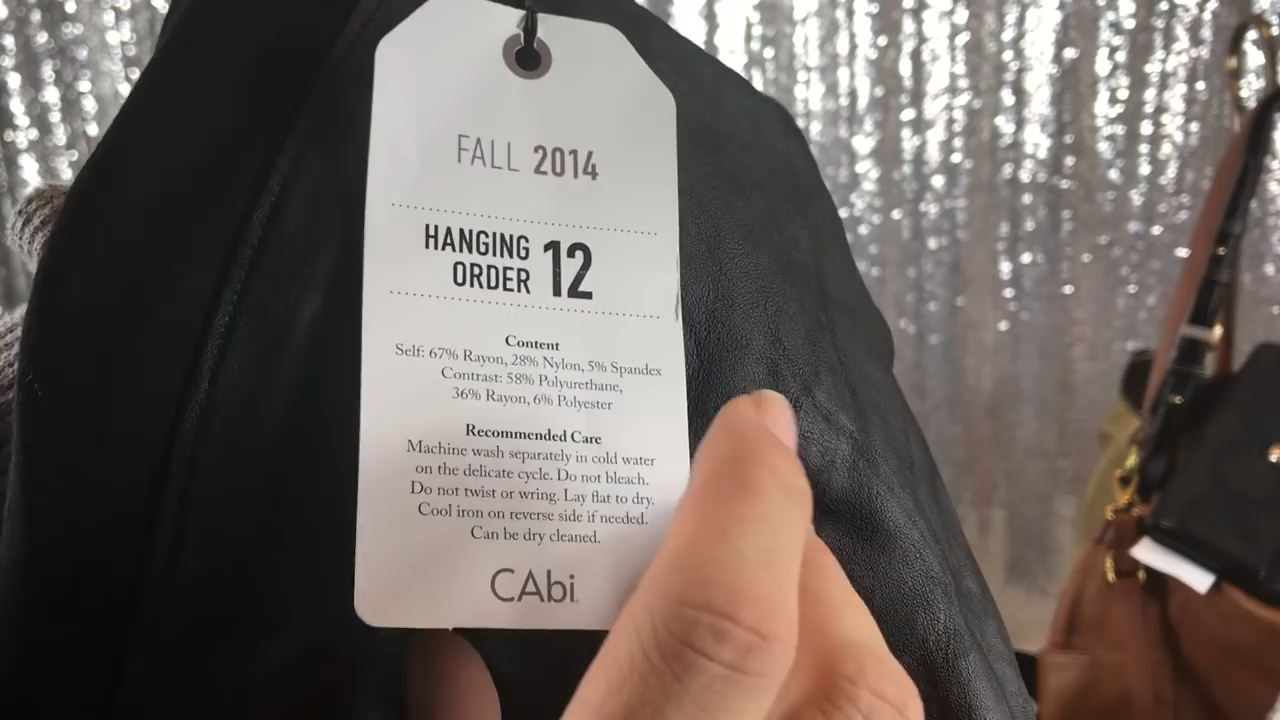 FALL 2014
HANGING
ORDER 12
Content
Self: 67% Rayon, 28% Nylon, 5% Spandex
Contrast: 58% Polyurethane,
36% Rayon, 6% Polyester
Recommended Care
Machine wash separately in cold water
on the delicate cycle. Do not bleach.
Do not twist or wring. Lay flat to dry.
Cool iron on reverse side if needed.
Can be dry cleaned.
CAbi